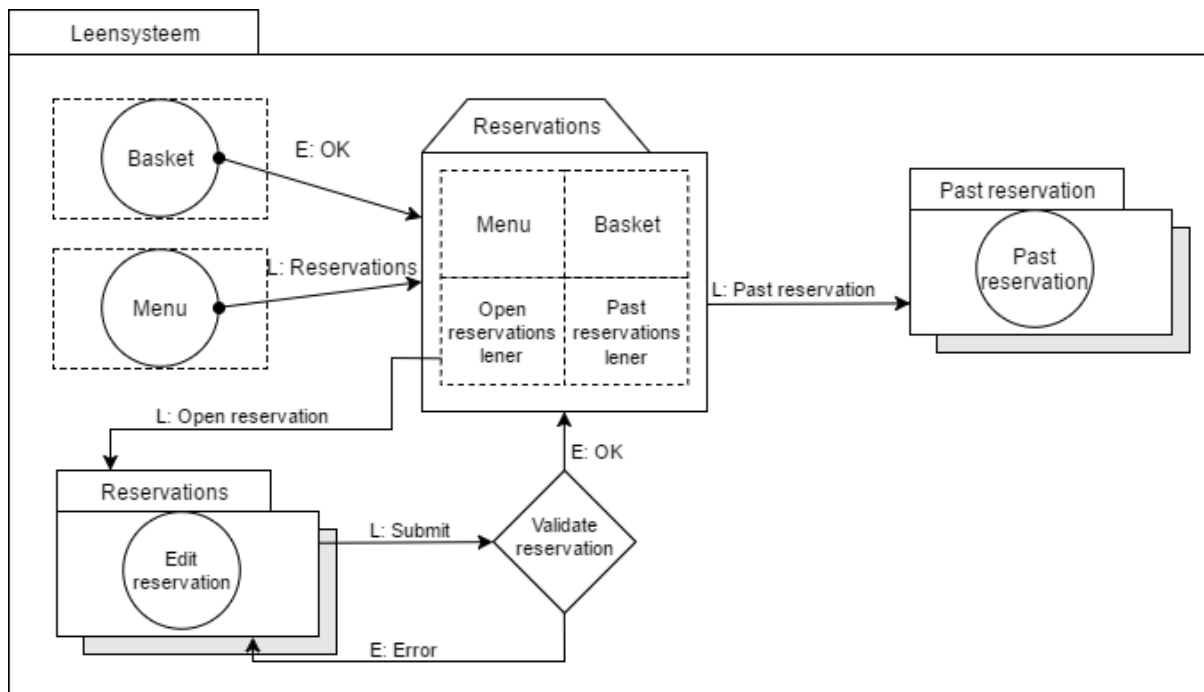 Leensysteem
Basket
E: OK
Menu
L: Reservations
Reservations
Menu
Basket
Open
reservations
lener
Past
reservations
lener
L: Past reservation
Past reservation
Past
reservation
L: Open reservation
Reservations
Edit
reservation
L: Submit
Validate
reservation
E: OK
E: Error